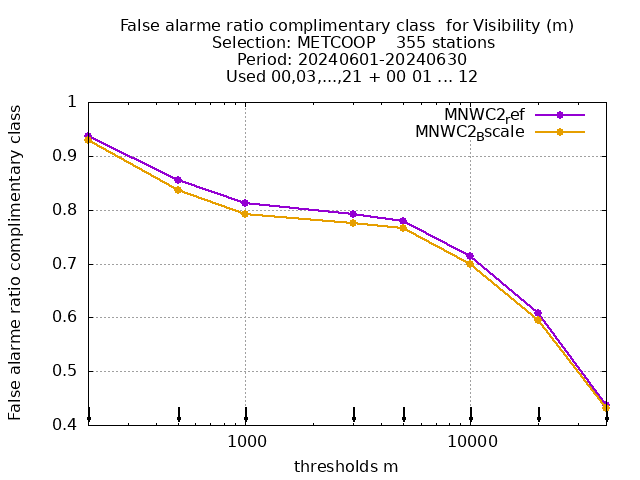 False alarme ratio complimentary class  for Visibility (m)
Selection: METCOOP    355 stations
Period: 20240601-20240630
Used 00,03,...,21 + 00 01 ... 12
MNWC2_ref
MNWC2_Bscale
False alarme ratio complimentary class
1
0.9
0.8
0.7
0.6
0.5
0.4
1000
10000
thresholds m